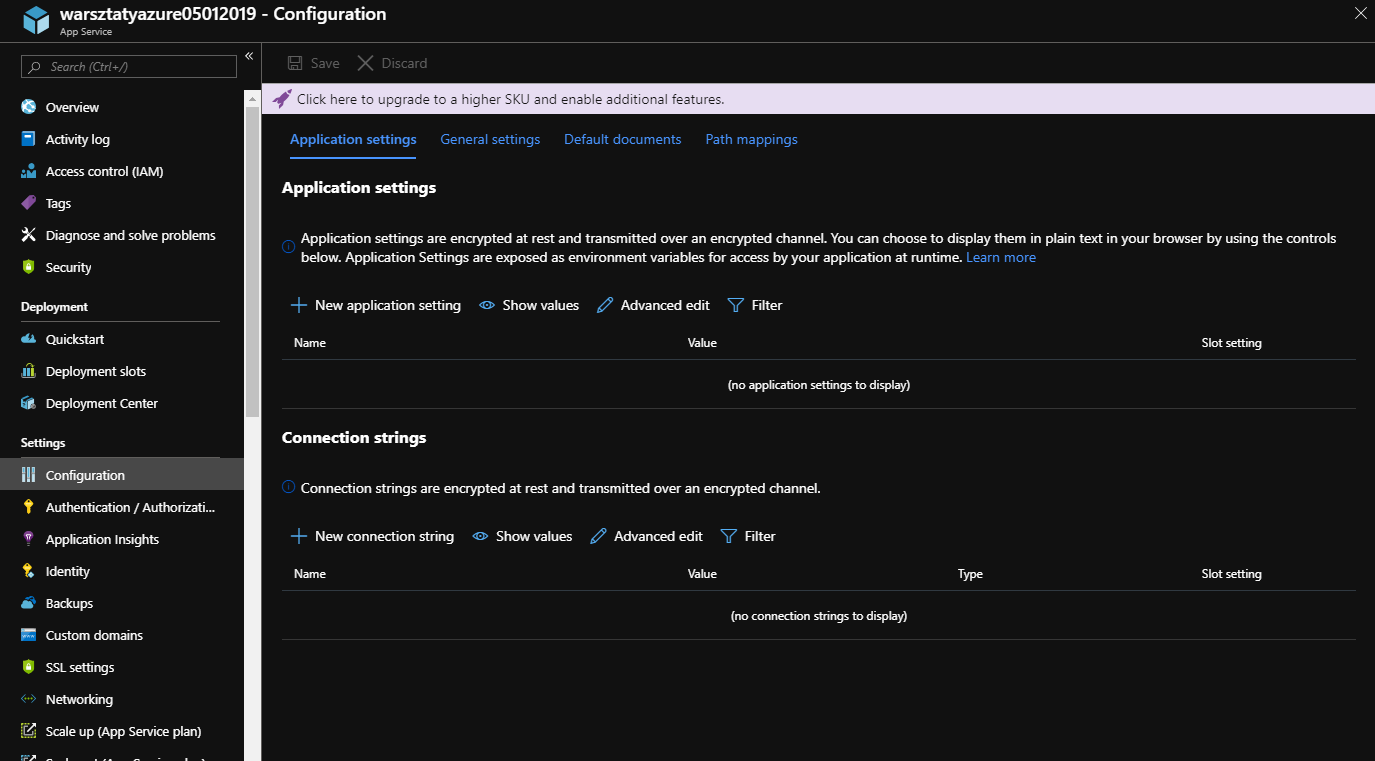 warsztatyazure05012019 - Configuration
App Service
Search (Ctrl+/)
«
Overview
Activity log
Access control (IAM)
Tags
Diagnose and solve problems
Security
Deployment
Quickstart
Deployment slots
Deployment Center
Settings
Configuration
Authentication / Authorizati...
Application Insights
Identity
Backups
Custom domains
SSL settings
Networking
Scale up (App Service plan)
Save
Discard
Click here to upgrade to a higher SKU and enable additional features.
Application settings
General settings
Default documents
Path mappings
Application settings
Application settings are encrypted at rest and transmitted over an encrypted channel. You can choose to display them in plain text in your browser by using the controls
below. Application Settings are exposed as environment variables for access by your application at runtime. Learn more
New application setting
Show values
Advanced edit
Filter
Name
Value
Slot setting
(no application settings to display)
Connection strings
Connection strings are encrypted at rest and transmitted over an encrypted channel.
New connection string
Show values
Advanced edit
Filter
Name
Value
Type
Slot setting
(no connection strings to display)